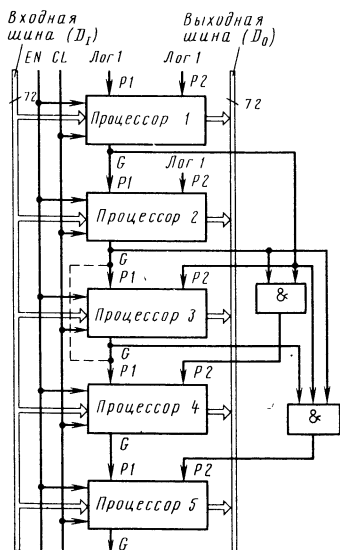 Входная шина (D_I)
Выходная шина (D_0)
EN CL Лог 1 Лог 1
72 P1 P2 72
Процессор 1
G Лог 1
P1 P2
Процессор 2
G
P1 P2 &
Процессор 3
G
P1 P2
Процессор 4 &
G
P1 P2
Процессор 5
G